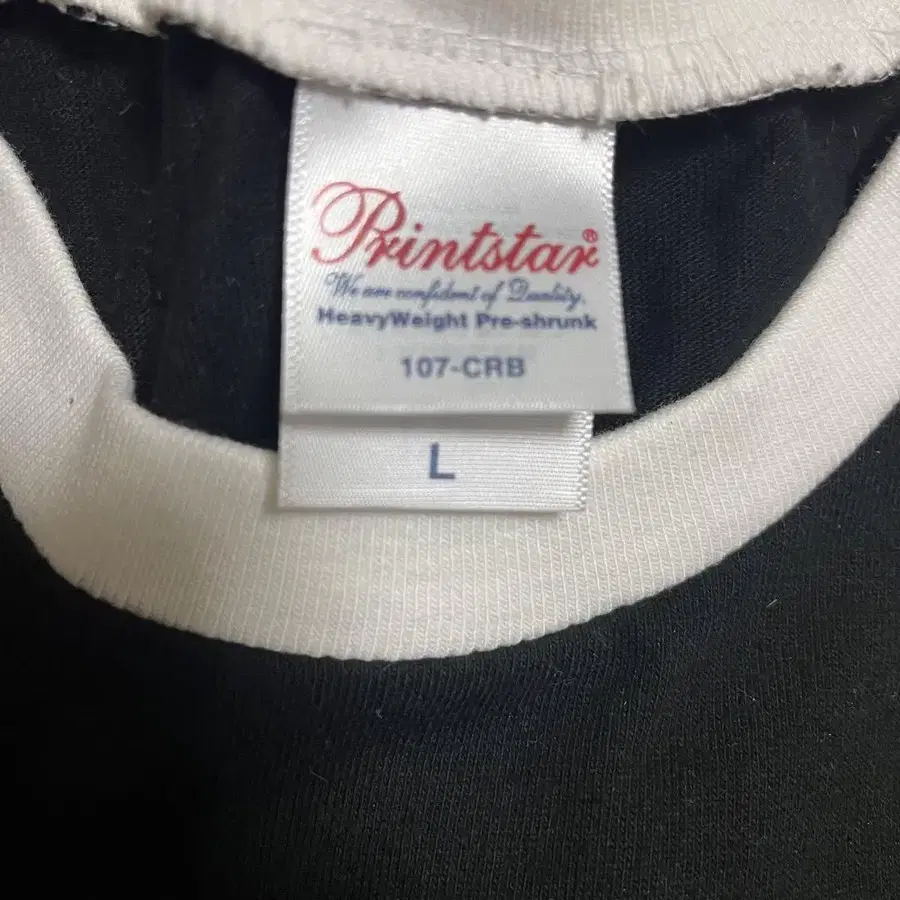 Printstar®
We are confident of Quality.
HeavyWeight Pre-shrunk
107-CRB
L